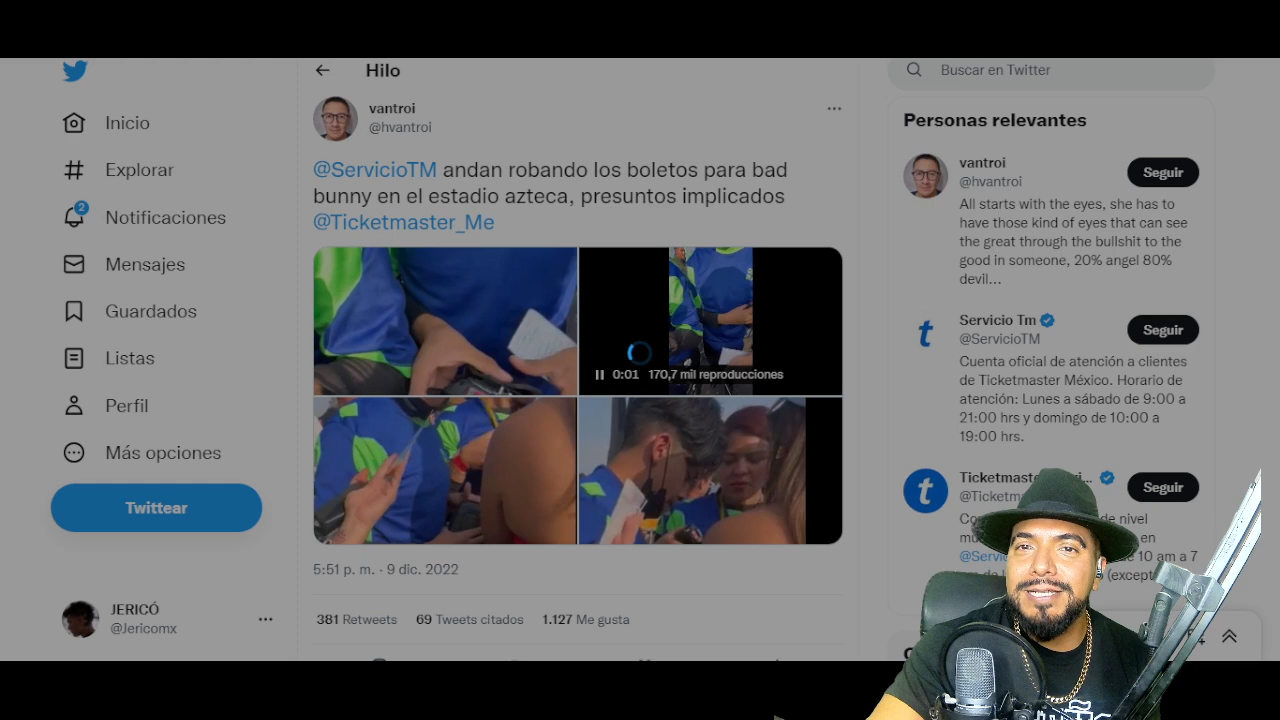 Hilo
Buscar en Twitter
Inicio
Explorar
2
Notificaciones
Mensajes
Guardados
Listas
Perfil
Más opciones
Twittear
JERICÓ
@Jericomx
vantroi
@hvantroi
@ServicioTM andan robando los boletos para bad
bunny en el estadio azteca, presuntos implicados
@Ticketmaster_Me
0:01 170,7 mil reproducciones
5:51 p. m. · 9 dic. 2022
381 Retweets 69 Tweets citados 1.127 Me gusta
Personas relevantes
vantroi
@hvantroi
Seguir
All starts with the eyes, she has to
have those kind of eyes that can see
the great through the bullshit to the
good in someone, 20% angel 80%
devil...
Servicio Tm
@ServicioTM
Seguir
Cuenta oficial de atención a clientes
de Ticketmaster México. Horario de
atención: Lunes a sábado de 9:00 a
21:00 hrs y domingo de 10:00 a
19:00 hrs.
Seguir
de nivel
en
10 am a 7